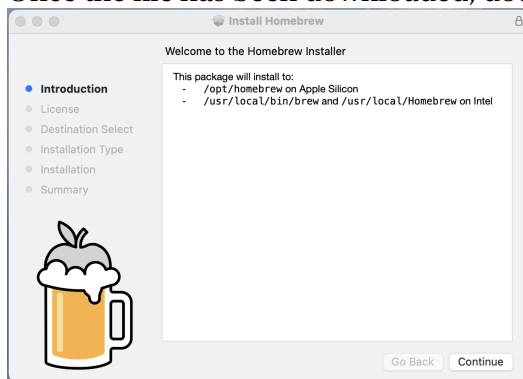 Install Homebrew
Welcome to the Homebrew Installer
Introduction
License
Destination Select
Installation Type
Installation
Summary
This package will install to:
- /opt/homebrew on Apple Silicon
- /usr/local/bin/brew and /usr/local/Homebrew on Intel
Go Back
Continue